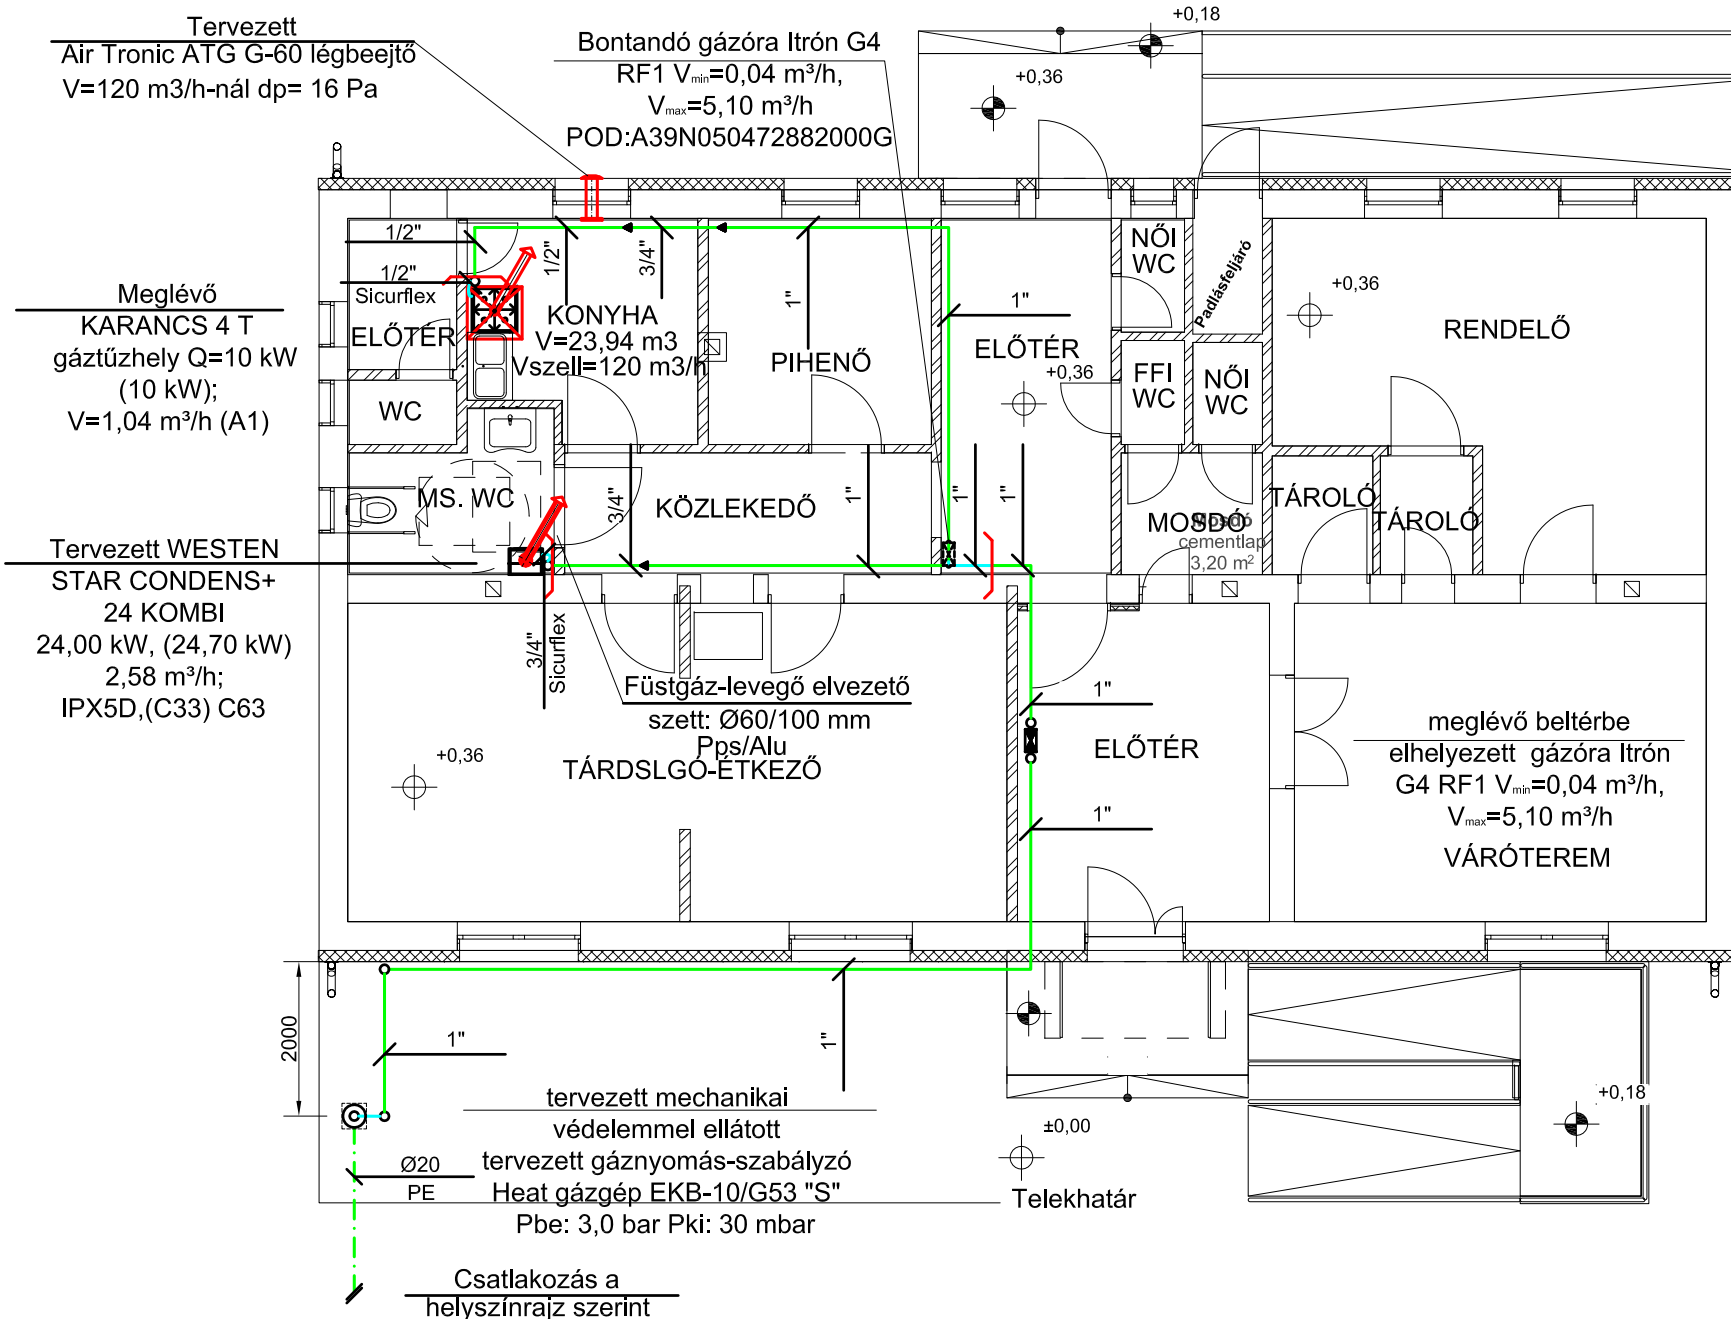 Tervezett
Air Tronic ATG G-60 légbeejtő
V=120 m3/h-nál dp= 16 Pa
Bontandó gázóra Itrón G4
RF1 Vmin=0,04 m³/h,
Vmax=5,10 m³/h
POD:A39N050472882000G
+0,18
+0,36
1/2"
1/2"
Sicurflex
ELŐTÉR
WC
Meglévő
KARANCS 4 T
gáztűzhely Q=10 kW
(10 kW);
V=1,04 m³/h (A1)
1/2"
3/4"
KONYHA
V=23,94 m3
Vszell=120 m3/h
1"
PIHENŐ
1"
ELŐTÉR
+0,36
NŐI
WC
Padlásfeljáró
FFI
WC
NŐI
WC
+0,36
RENDELŐ
MS. WC
3/4"
KÖZLEKEDŐ
1"
1"
1"
MOSDÓ
Mosdó
cementlap
3,20 m²
TÁROLÓ
TÁROLÓ
Tervezett WESTEN
STAR CONDENS+
24 KOMBI
24,00 kW, (24,70 kW)
2,58 m³/h;
IPX5D,(C33) C63
3/4"
Sicurflex
Füstgáz-levegő elvezető
szett: Ø60/100 mm
Pps/Alu
TÁRDSLGÓ-ÉTKEZŐ
+0,36
1"
ELŐTÉR
1"
meglévő beltérbe
elhelyezett gázóra Itrón
G4 RF1 Vmin=0,04 m³/h,
Vmax=5,10 m³/h
VÁRÓTEREM
2000
1"
1"
tervezett mechanikai
védelemmel ellátott
tervezett gáznyomás-szabályzó
Heat gázgép EKB-10/G53 "S"
Pbe: 3,0 bar Pki: 30 mbar
Ø20
PE
±0,00
Telekhatár
+0,18
Csatlakozás a
helyszínrajz szerint